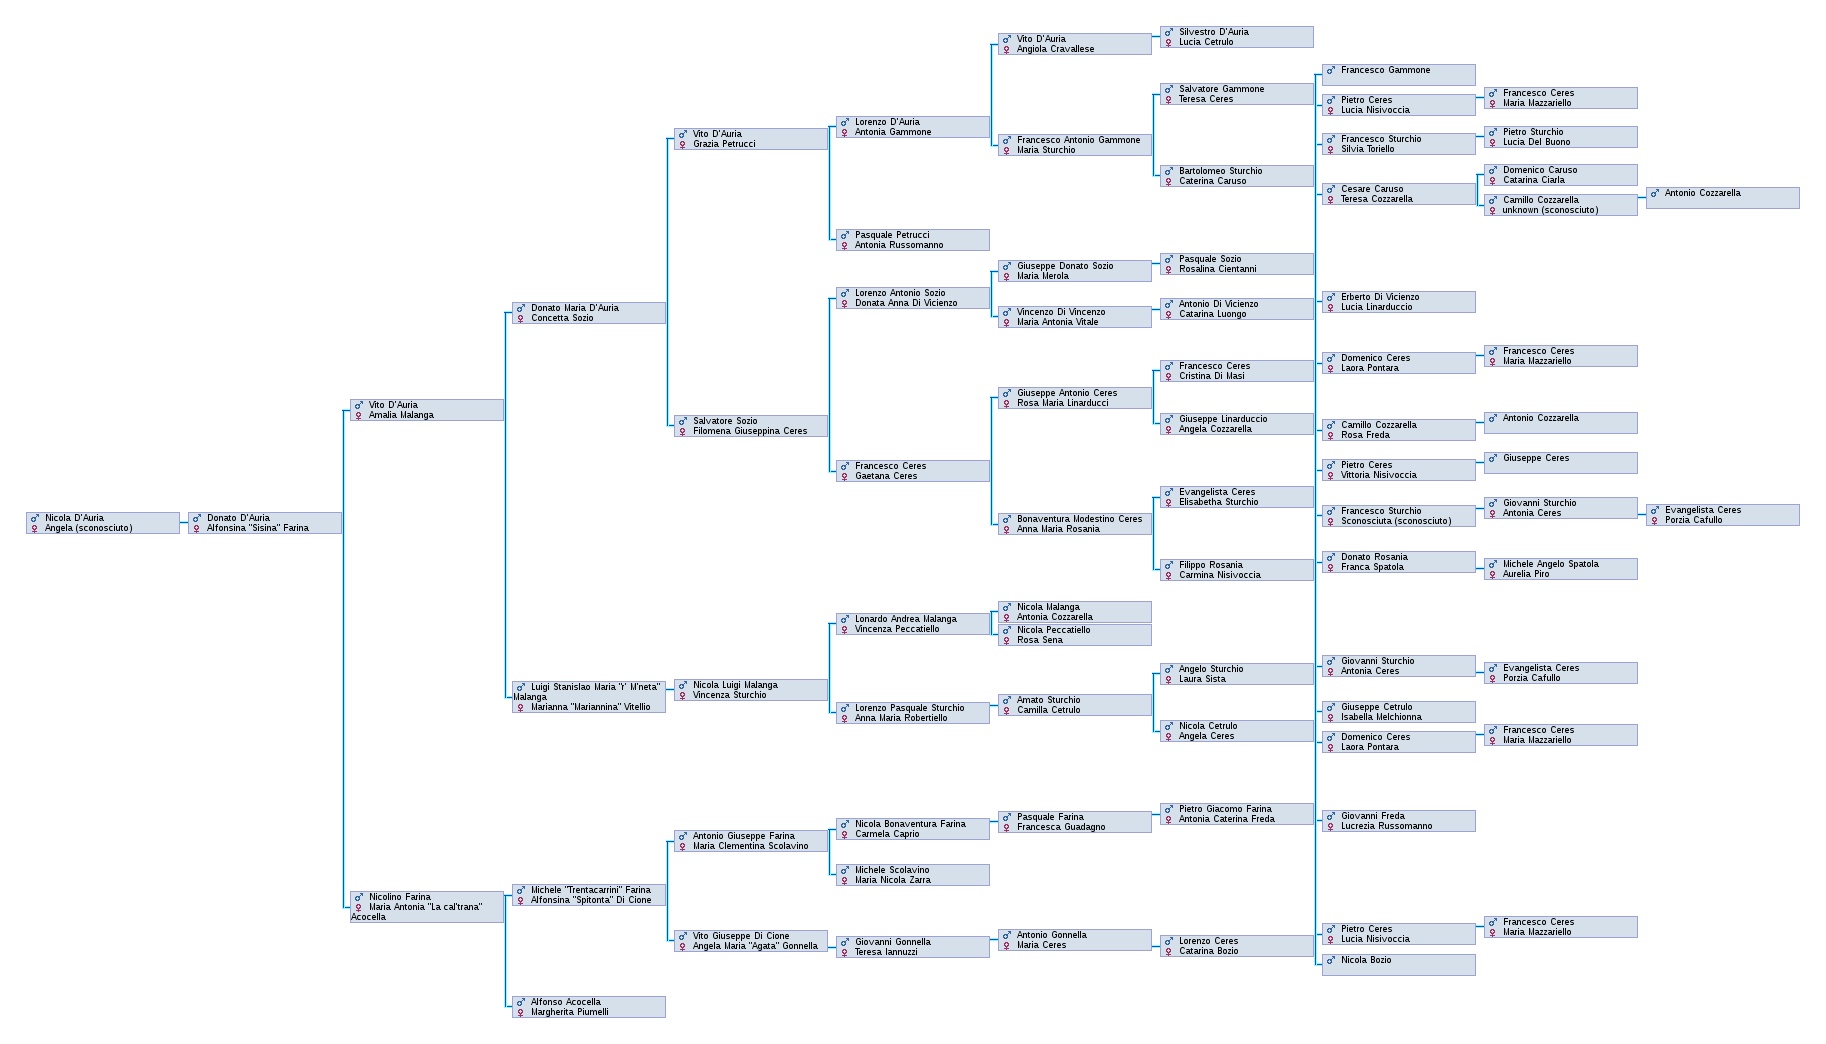 Nicola D'Auria
Angela (sconosciuto)
Donato D'Auria
Alfonsina "Sisina" Farina
Vito D'Auria
Amalia Malanga
Nicolino Farina
Maria Antonia "La cal'trana"
Acocella
Donato Maria D'Auria
Concetta Sozio
Luigi Stanislao Maria "r' M'neta"
Malanga
Marianna "Mariannina" Vitellio
Michele "Trentacarrini" Farina
Alfonsina "Spitonta" Di Cione
Alfonso Acocella
Margherita Piumelli
Vito D'Auria
Grazia Petrucci
Salvatore Sozio
Filomena Giuseppina Ceres
Nicola Luigi Malanga
Vincenza Sturchio
Antonio Giuseppe Farina
Maria Clementina Scolavino
Vito Giuseppe Di Cione
Angela Maria "Agata" Gonnella
Lorenzo D'Auria
Antonia Gammone
Pasquale Petrucci
Antonia Russomanno
Lorenzo Antonio Sozio
Donata Anna Di Vicienzo
Francesco Ceres
Gaetana Ceres
Lonardo Andrea Malanga
Vincenza Peccatiello
Lorenzo Pasquale Sturchio
Anna Maria Robertiello
Nicola Bonaventura Farina
Carmela Caprio
Michele Scolavino
Maria Nicola Zarra
Giovanni Gonnella
Teresa Iannuzzi
Vito D'Auria
Angiola Cravallese
Francesco Antonio Gammone
Maria Sturchio
Giuseppe Donato Sozio
Maria Merola
Vincenzo Di Vincenzo
Maria Antonia Vitale
Giuseppe Antonio Ceres
Rosa Maria Linarducci
Bonaventura Modestino Ceres
Anna Maria Rosania
Nicola Malanga
Antonia Cozzarella
Nicola Peccatiello
Rosa Sena
Amato Sturchio
Camilla Cetrulo
Pasquale Farina
Francesca Guadagno
Antonio Gonnella
Maria Ceres
Silvestro D'Auria
Lucia Cetrulo
Salvatore Gammone
Teresa Ceres
Bartolomeo Sturchio
Caterina Caruso
Pasquale Sozio
Rosalina Cientanni
Antonio Di Vicienzo
Catarina Luongo
Francesco Ceres
Cristina Di Masi
Giuseppe Linarduccio
Angela Cozzarella
Evangelista Ceres
Elisabetha Sturchio
Filippo Rosania
Carmina Nisivoccia
Angelo Sturchio
Laura Sista
Nicola Cetrulo
Angela Ceres
Pietro Giacomo Farina
Antonia Caterina Freda
Lorenzo Ceres
Catarina Bozio
Francesco Gammone
Pietro Ceres
Lucia Nisivoccia
Francesco Sturchio
Silvia Toriello
Cesare Caruso
Teresa Cozzarella
Erberto Di Vicienzo
Lucia Linarduccio
Domenico Ceres
Laora Pontara
Camillo Cozzarella
Rosa Freda
Pietro Ceres
Vittoria Nisivoccia
Francesco Sturchio
Sconosciuta (sconosciuto)
Donato Rosania
Franca Spatola
Giovanni Sturchio
Antonia Ceres
Giuseppe Cetrulo
Isabella Melchionna
Domenico Ceres
Laora Pontara
Giovanni Freda
Lucrezia Russomanno
Pietro Ceres
Lucia Nisivoccia
Nicola Bozio
Francesco Ceres
Maria Mazzariello
Pietro Sturchio
Lucia Del Buono
Domenico Caruso
Catarina Ciarla
Camillo Cozzarella
unknown (sconosciuto)
Francesco Ceres
Maria Mazzariello
Antonio Cozzarella
Giuseppe Ceres
Giovanni Sturchio
Antonia Ceres
Michele Angelo Spatola
Aurelia Piro
Evangelista Ceres
Porzia Cafullo
Francesco Ceres
Maria Mazzariello
Francesco Ceres
Maria Mazzariello
Antonio Cozzarella
Evangelista Ceres
Porzia Cafullo